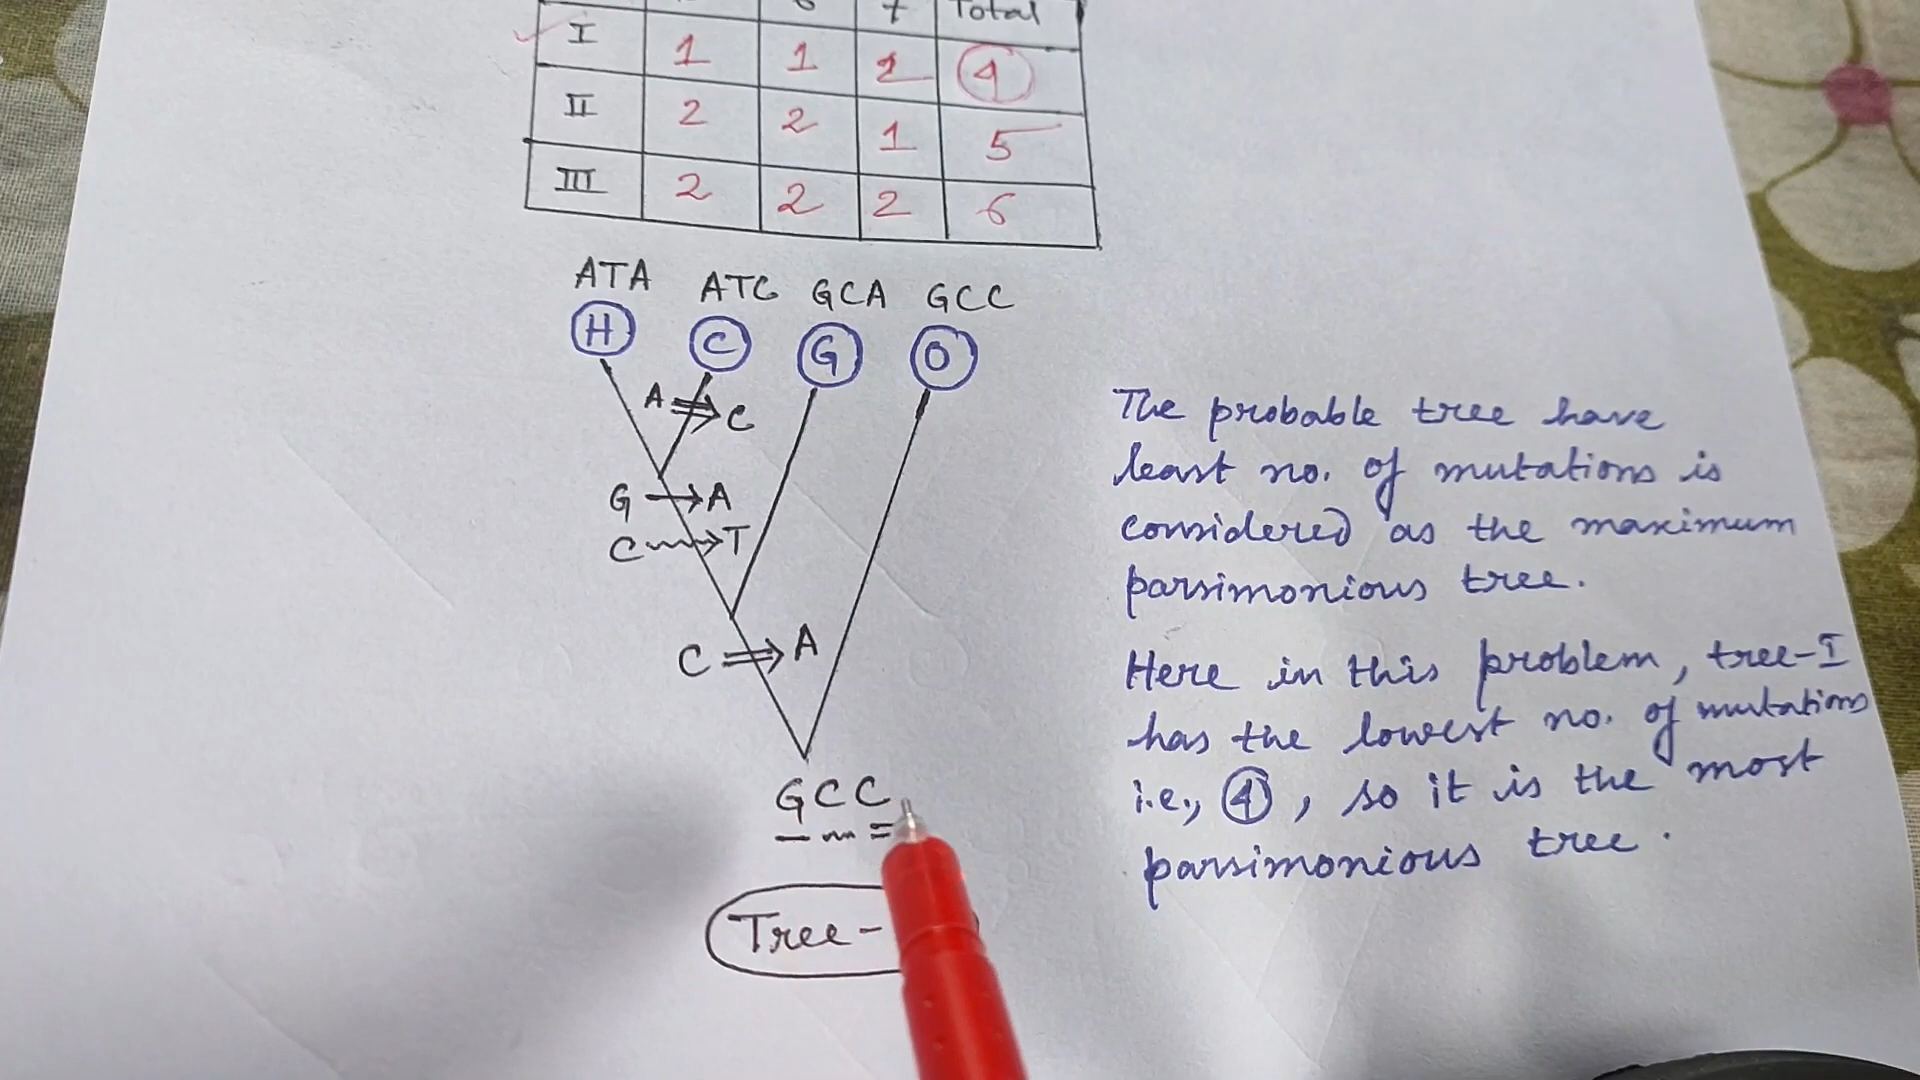 7 Total
I 1 1 2 4
II 2 2 1 5
III 2 2 2 6
ATA ATC GCA GCC
H C G O
A C
G A
C T
C A
GCC
Tree-
The probable tree have
least no. of mutations is
considered as the maximum
parsimonious tree.
Here in this problem, tree-I
has the lowest no. of mutations
i.e., 4, so it is the most
parsimonious tree.